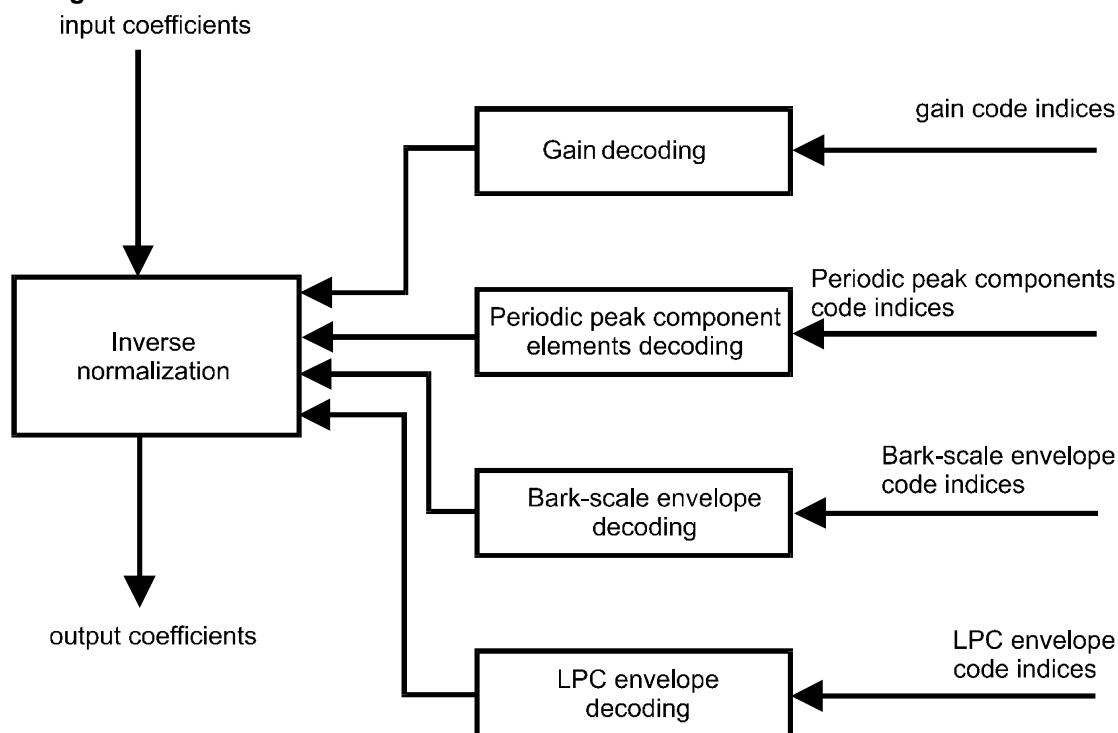 input coefficients
gain code indices
Gain decoding
Periodic peak components
code indices
Periodic peak component
elements decoding
Inverse
normalization
Bark-scale envelope
code indices
Bark-scale envelope
decoding
output coefficients
LPC envelope
code indices
LPC envelope
decoding